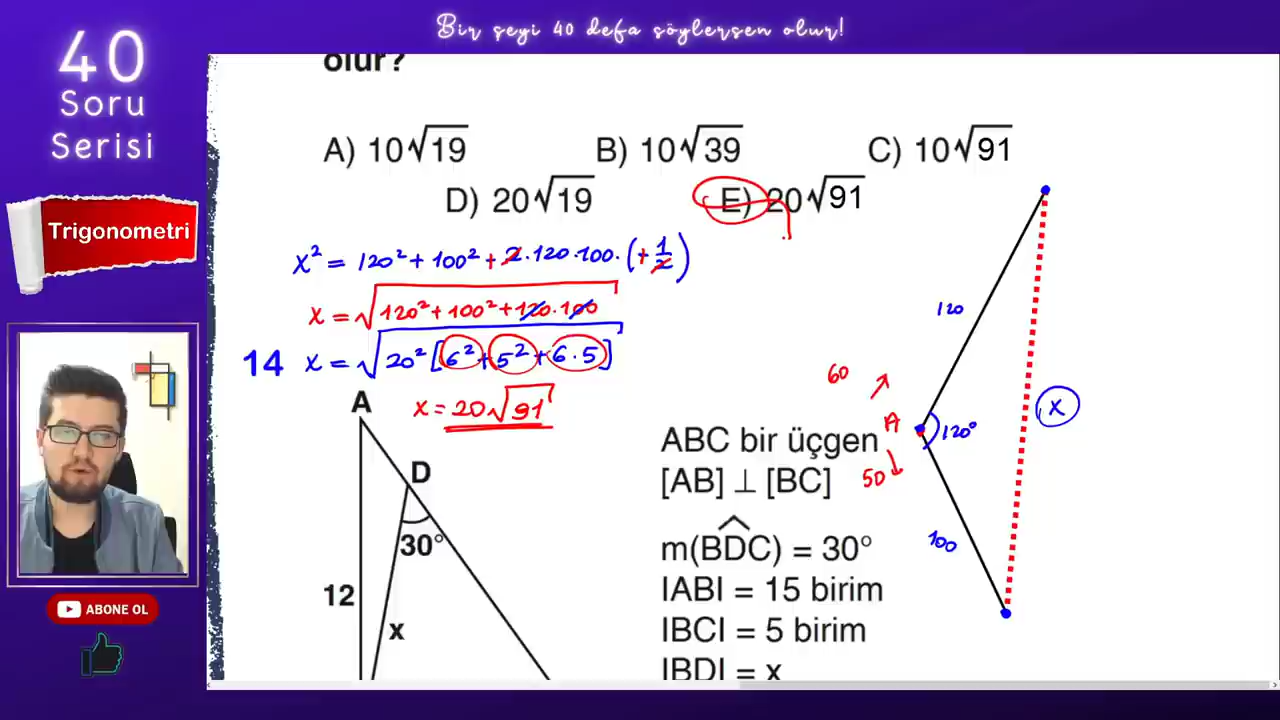 Bir şeyi 40 defa söylersen olur!
40
Soru
Serisi
Trigonometri
ABONE OL
olur?
A) 10√19 B) 10√39 C) 10√91
D) 20√19 E) 20√91
x² = 120² + 100² + 2.120.100.(+1/2)
x = √120² + 100² + 120.100
x = √20² [6² + 5² + 6.5]
x = 20√91
120
60
A
120°
x
50
100
14
A
D
30°
12
x
ABC bir üçgen
[AB] ⊥ [BC]
m(BDC) = 30°
IABI = 15 birim
IBCI = 5 birim
IBDI = x